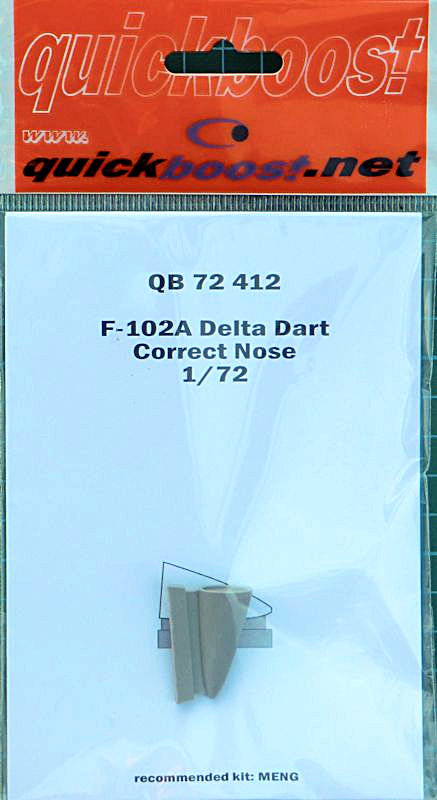 quickboost
www.
quickboost.net
QB 72 412
F-102A Delta Dart
Correct Nose
1/72
recommended kit: MENG